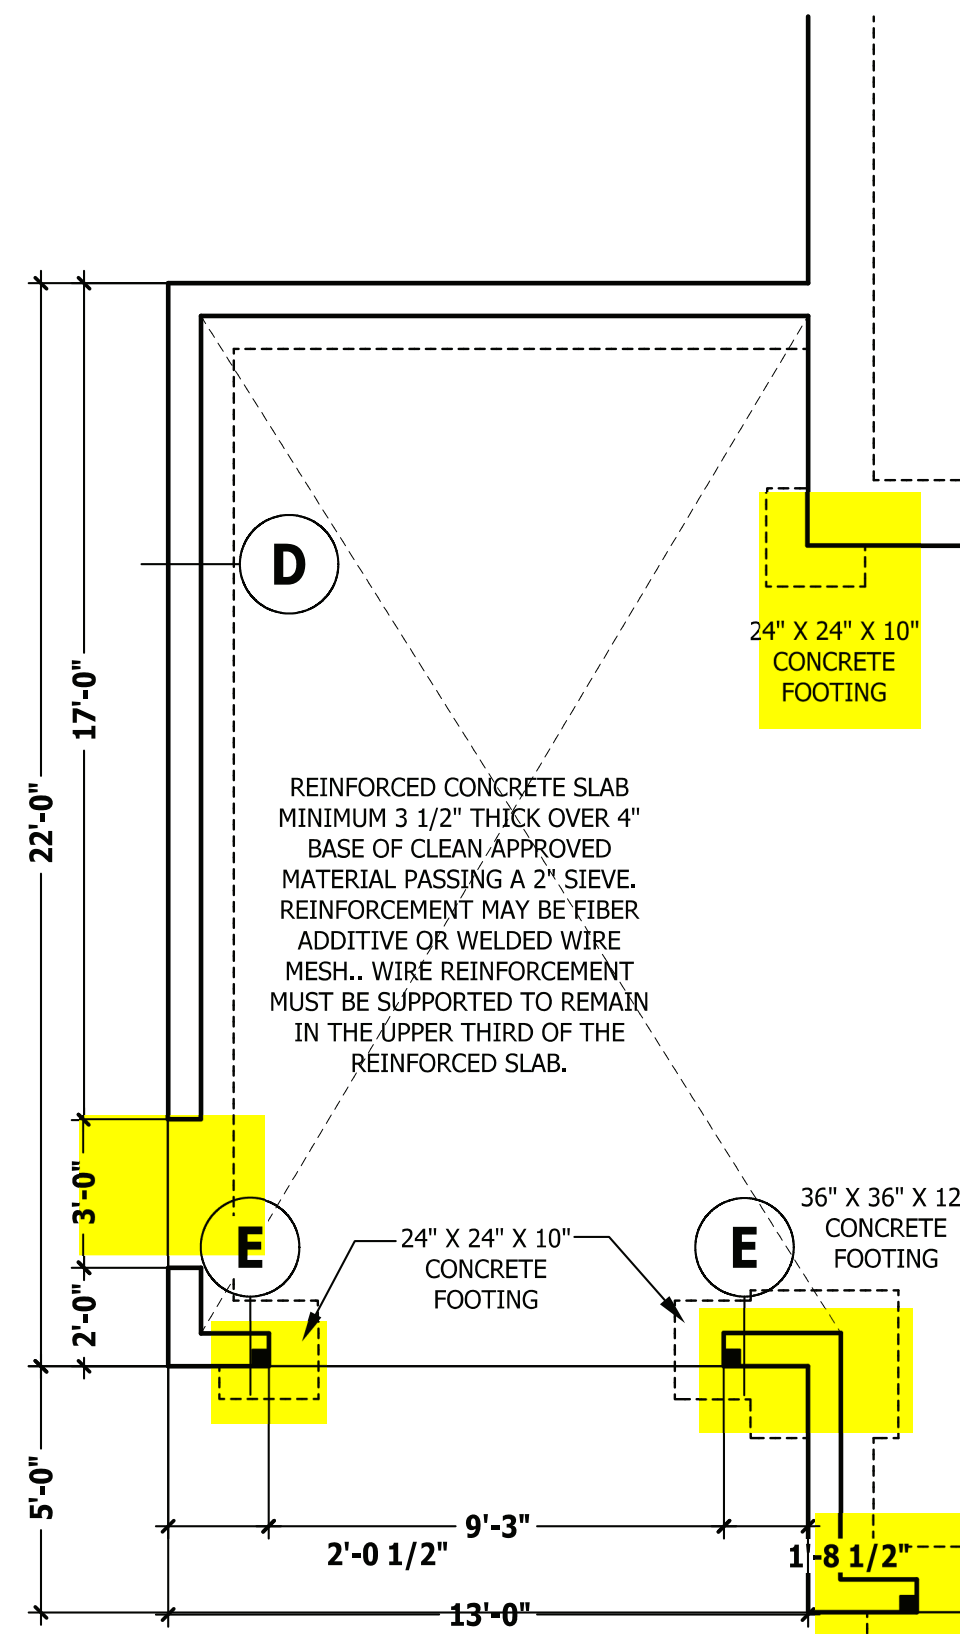 D
24" X 24" X 10"
CONCRETE
FOOTING
17'-0"
22'-0"
REINFORCED CONCRETE SLAB
MINIMUM 3 1/2" THICK OVER 4"
BASE OF CLEAN APPROVED
MATERIAL PASSING A 2" SIEVE.
REINFORCEMENT MAY BE FIBER
ADDITIVE OR WELDED WIRE
MESH.. WIRE REINFORCEMENT
MUST BE SUPPORTED TO REMAIN
IN THE UPPER THIRD OF THE
REINFORCED SLAB.
3'-0"
E
24" X 24" X 10"
CONCRETE
FOOTING
E
36" X 36" X 12
CONCRETE
FOOTING
2'-0"
5'-0"
9'-3"
2'-0 1/2"
1'-8 1/2"
13'-0"